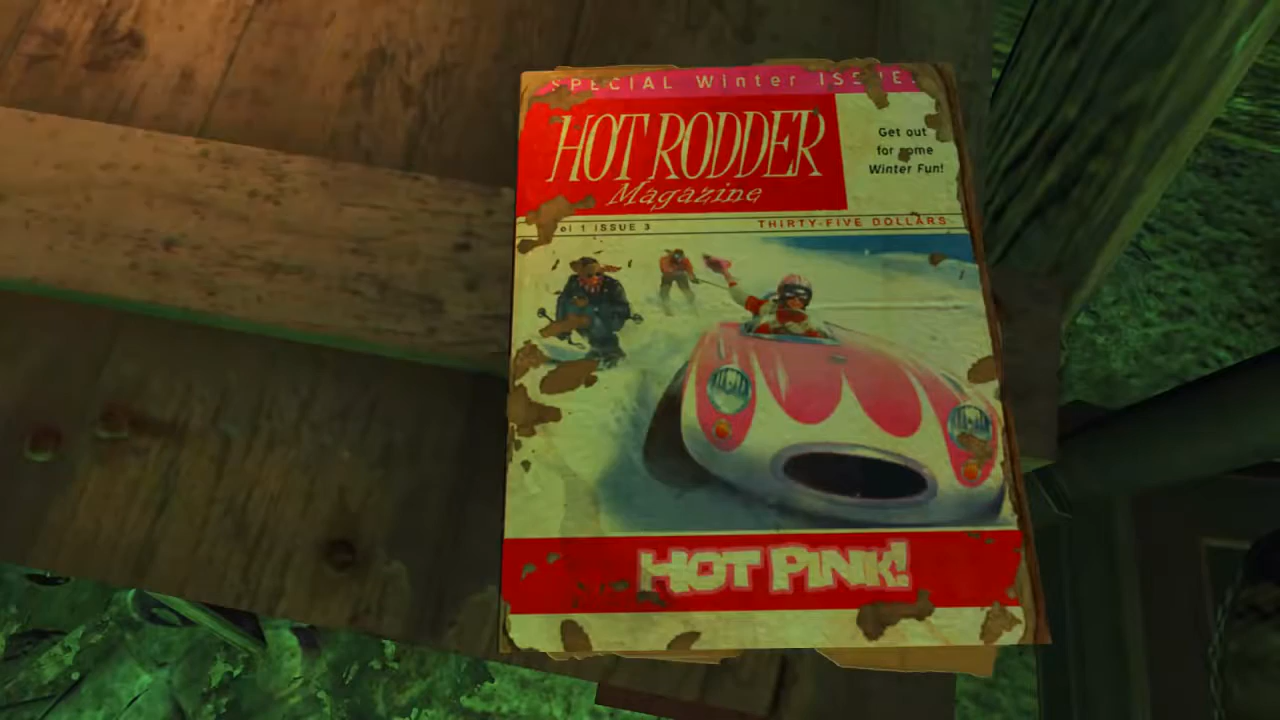 SPECIAL Winter ISSUE!
HOT RODDER
Magazine
Get out
for some
Winter Fun!
Vol 1 ISSUE 3
THIRTY-FIVE DOLLARS
HOT PINK!